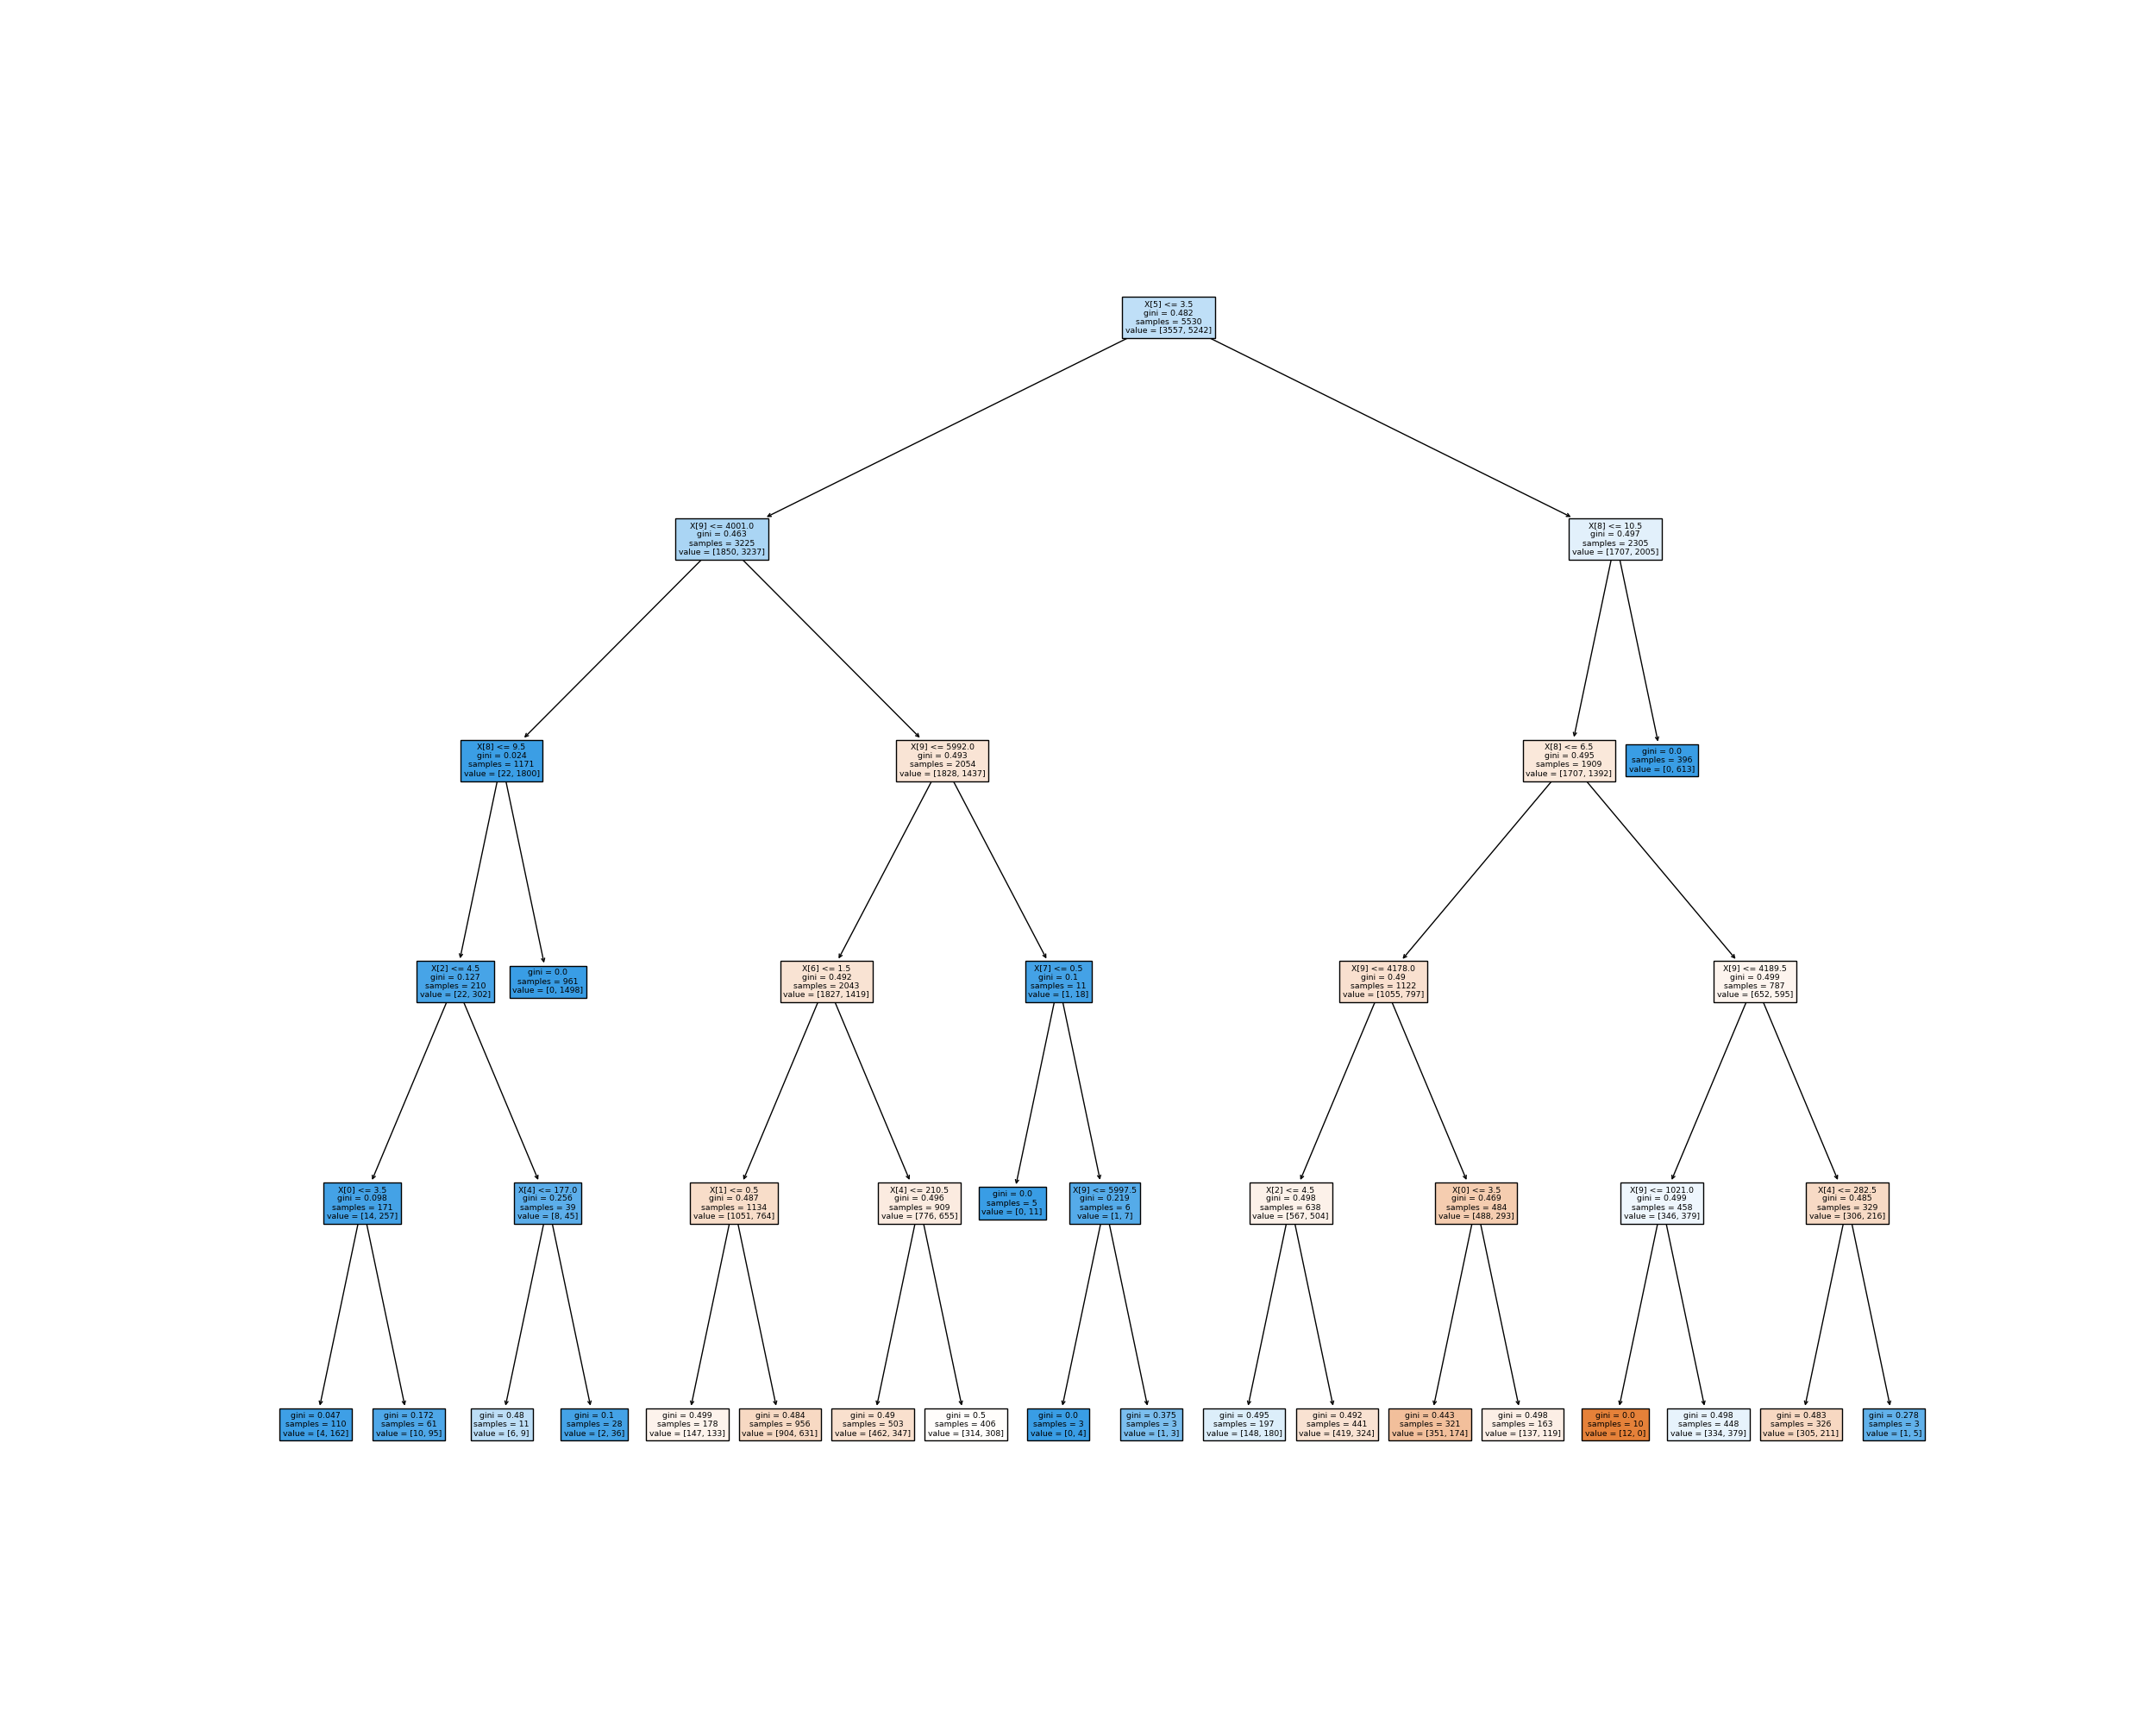 X[5] <= 3.5
gini = 0.482
samples = 5530
value = [3557, 5242]
X[9] <= 4001.0
gini = 0.463
samples = 3225
value = [1850, 3237]
X[8] <= 10.5
gini = 0.497
samples = 2305
value = [1707, 2005]
X[8] <= 9.5
gini = 0.024
samples = 1171
value = [22, 1800]
X[9] <= 5992.0
gini = 0.493
samples = 2054
value = [1828, 1437]
X[8] <= 6.5
gini = 0.495
samples = 1909
value = [1707, 1392]
gini = 0.0
samples = 396
value = [0, 613]
X[2] <= 4.5
gini = 0.127
samples = 210
value = [22, 302]
gini = 0.0
samples = 961
value = [0, 1498]
X[6] <= 1.5
gini = 0.492
samples = 2043
value = [1827, 1419]
X[7] <= 0.5
gini = 0.1
samples = 11
value = [1, 18]
X[9] <= 4178.0
gini = 0.49
samples = 1122
value = [1055, 797]
X[9] <= 4189.5
gini = 0.499
samples = 787
value = [652, 595]
X[0] <= 3.5
gini = 0.098
samples = 171
value = [14, 257]
X[4] <= 177.0
gini = 0.256
samples = 39
value = [8, 45]
X[1] <= 0.5
gini = 0.487
samples = 1134
value = [1051, 764]
X[4] <= 210.5
gini = 0.496
samples = 909
value = [776, 655]
gini = 0.0
samples = 5
value = [0, 11]
X[9] <= 5997.5
gini = 0.219
samples = 6
value = [1, 7]
X[2] <= 4.5
gini = 0.498
samples = 638
value = [567, 504]
X[0] <= 3.5
gini = 0.469
samples = 484
value = [488, 293]
X[9] <= 1021.0
gini = 0.499
samples = 458
value = [346, 379]
X[4] <= 282.5
gini = 0.485
samples = 329
value = [306, 216]
gini = 0.047
samples = 110
value = [4, 162]
gini = 0.172
samples = 61
value = [10, 95]
gini = 0.48
samples = 11
value = [6, 9]
gini = 0.1
samples = 28
value = [2, 36]
gini = 0.499
samples = 178
value = [147, 133]
gini = 0.484
samples = 956
value = [904, 631]
gini = 0.49
samples = 503
value = [462, 347]
gini = 0.5
samples = 406
value = [314, 308]
gini = 0.0
samples = 3
value = [0, 4]
gini = 0.375
samples = 3
value = [1, 3]
gini = 0.495
samples = 197
value = [148, 180]
gini = 0.492
samples = 441
value = [419, 324]
gini = 0.443
samples = 321
value = [351, 174]
gini = 0.498
samples = 163
value = [137, 119]
gini = 0.0
samples = 10
value = [12, 0]
gini = 0.498
samples = 448
value = [334, 379]
gini = 0.483
samples = 326
value = [305, 211]
gini = 0.278
samples = 3
value = [1, 5]